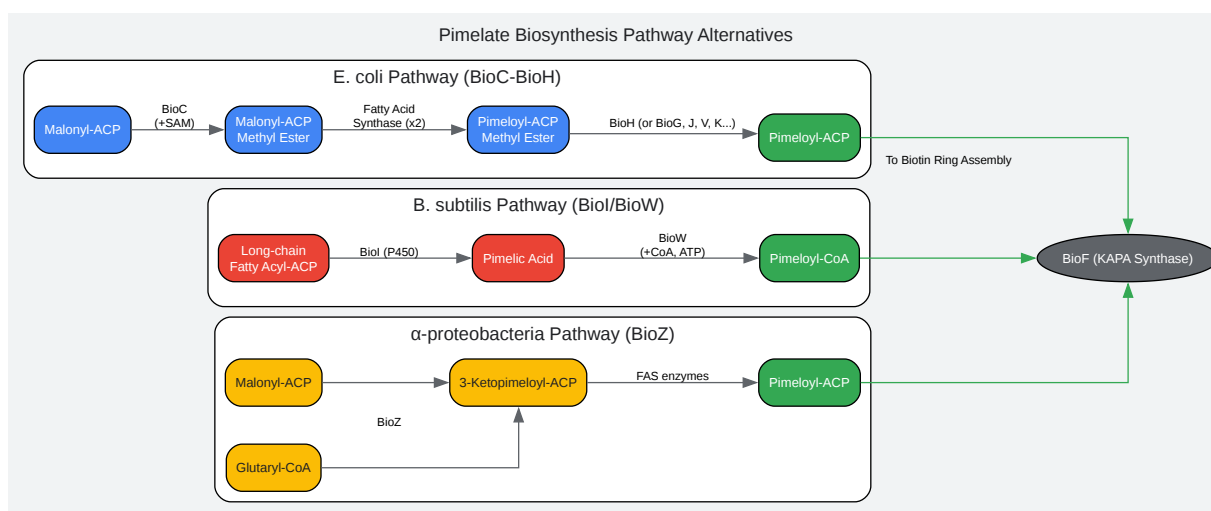 Pimelate Biosynthesis Pathway Alternatives
E. coli Pathway (BioC-BioH)
Malonyl-ACP
BioC
(+SAM)
Malonyl-ACP
Methyl Ester
Fatty Acid
Synthase (x2)
Pimeloyl-ACP
Methyl Ester
BioH (or BioG, J, V, K...)
Pimeloyl-ACP
To Biotin Ring Assembly
B. subtilis Pathway (BioI/BioW)
Long-chain
Fatty Acyl-ACP
BioI (P450)
Pimelic Acid
BioW
(+CoA, ATP)
Pimeloyl-CoA
BioF (KAPA Synthase)
α-proteobacteria Pathway (BioZ)
Malonyl-ACP
3-Ketopimeloyl-ACP
FAS enzymes
Pimeloyl-ACP
BioZ
Glutaryl-CoA